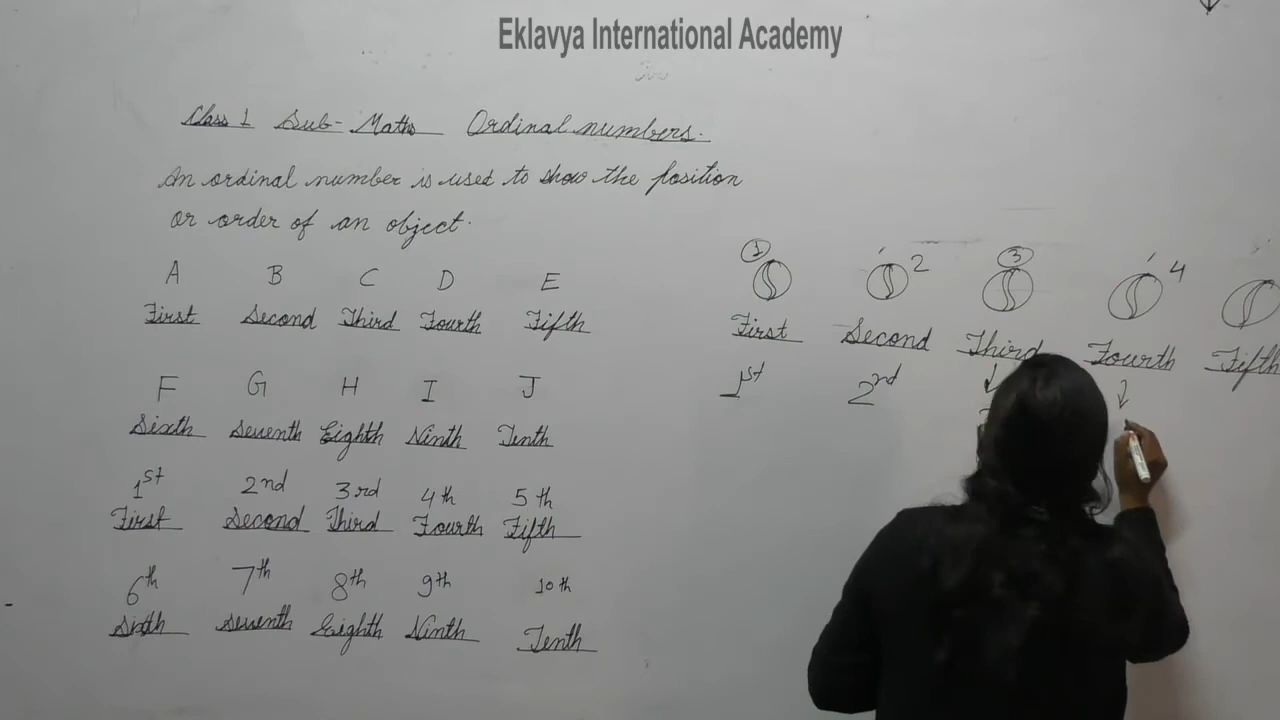 Eklavya International Academy
Class 1 Sub- Maths Ordinal numbers.
An ordinal number is used to show the position
or order of an object.
A B C D E
First Second Third Fourth Fifth
F G H I J
Sixth Seventh Eighth Ninth Tenth
1st 2nd 3rd 4th 5th
First Second Third Fourth Fifth
6th 7th 8th 9th 10th
Sixth Seventh Eighth Ninth Tenth
1 2 3 4
First Second Third Fourth Fifth
1st 2nd